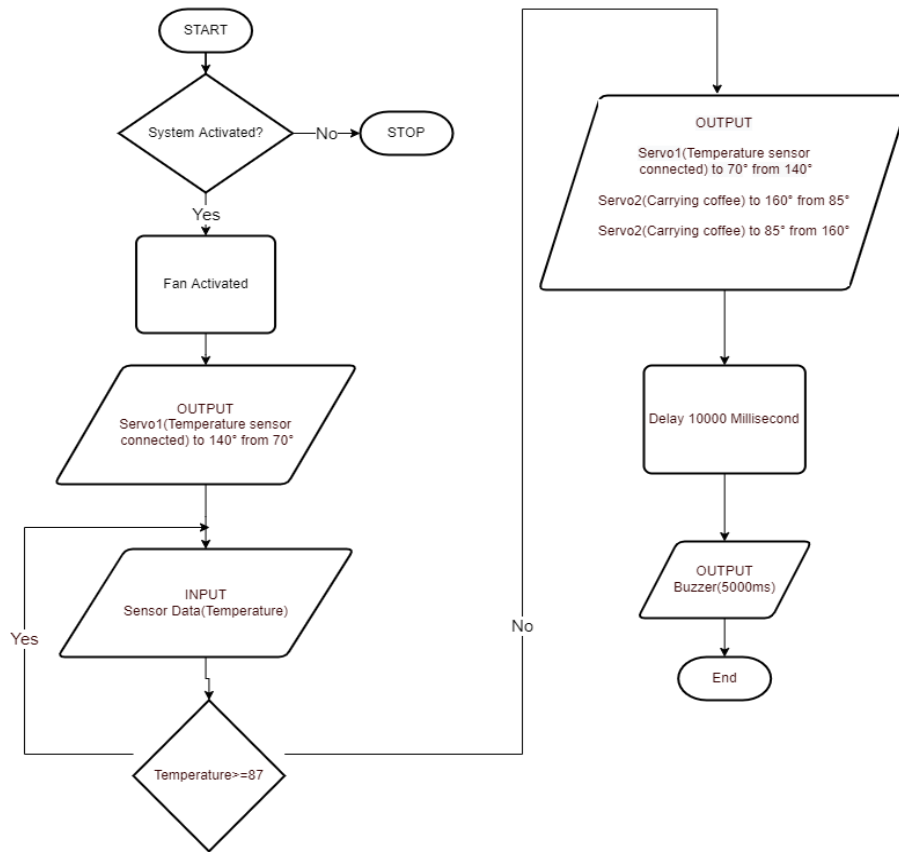 START
System Activated?
No
STOP
Yes
Fan Activated
OUTPUT
Servo1(Temperature sensor
connected) to 140° from 70°
INPUT
Sensor Data(Temperature)
Yes
Temperature>=87
No
OUTPUT
Servo1(Temperature sensor
connected) to 70° from 140°
Servo2(Carrying coffee) to 160° from 85°
Servo2(Carrying coffee) to 85° from 160°
Delay 10000 Millisecond
OUTPUT
Buzzer(5000ms)
End